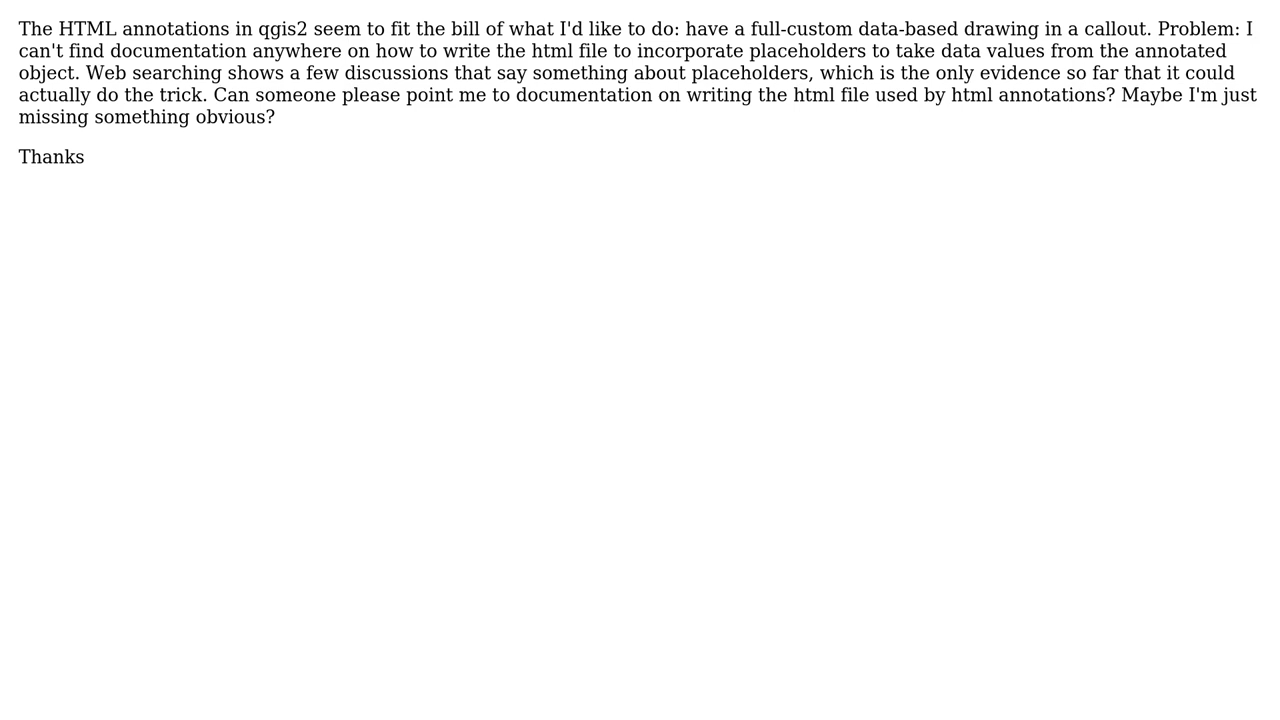 The HTML annotations in qgis2 seem to fit the bill of what I'd like to do: have a full-custom data-based drawing in a callout. Problem: I
can't find documentation anywhere on how to write the html file to incorporate placeholders to take data values from the annotated
object. Web searching shows a few discussions that say something about placeholders, which is the only evidence so far that it could
actually do the trick. Can someone please point me to documentation on writing the html file used by html annotations? Maybe I'm just
missing something obvious?
Thanks